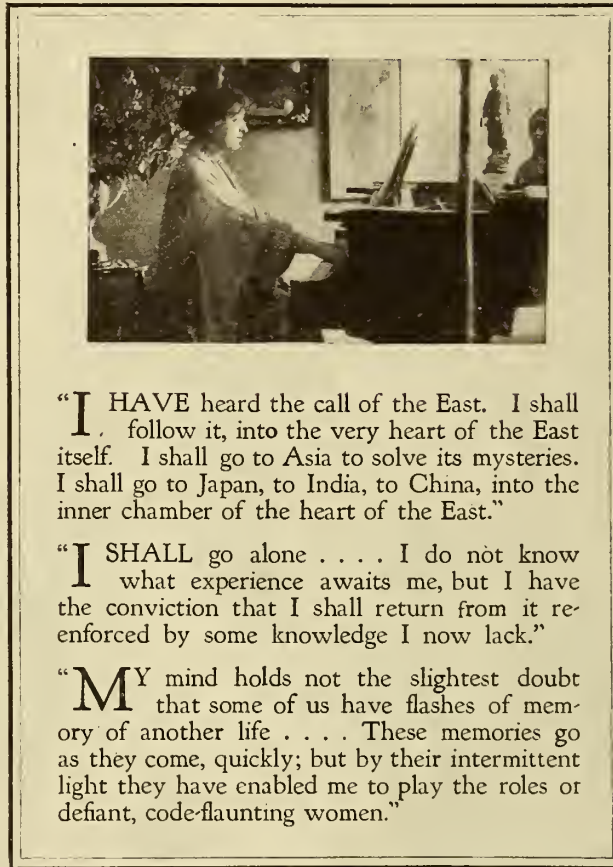 “I HAVE heard the call of the East. I shall
follow it, into the very heart of the East
itself. I shall go to Asia to solve its mysteries.
I shall go to Japan, to India, to China, into the
inner chamber of the heart of the East.”
“I SHALL go alone . . . . I do not know
what experience awaits me, but I have
the conviction that I shall return from it re-
enforced by some knowledge I now lack.”
“MY mind holds not the slightest doubt
that some of us have flashes of mem-
ory of another life . . . . These memories go
as they come, quickly; but by their intermittent
light they have enabled me to play the roles or
defiant, code-flaunting women.”